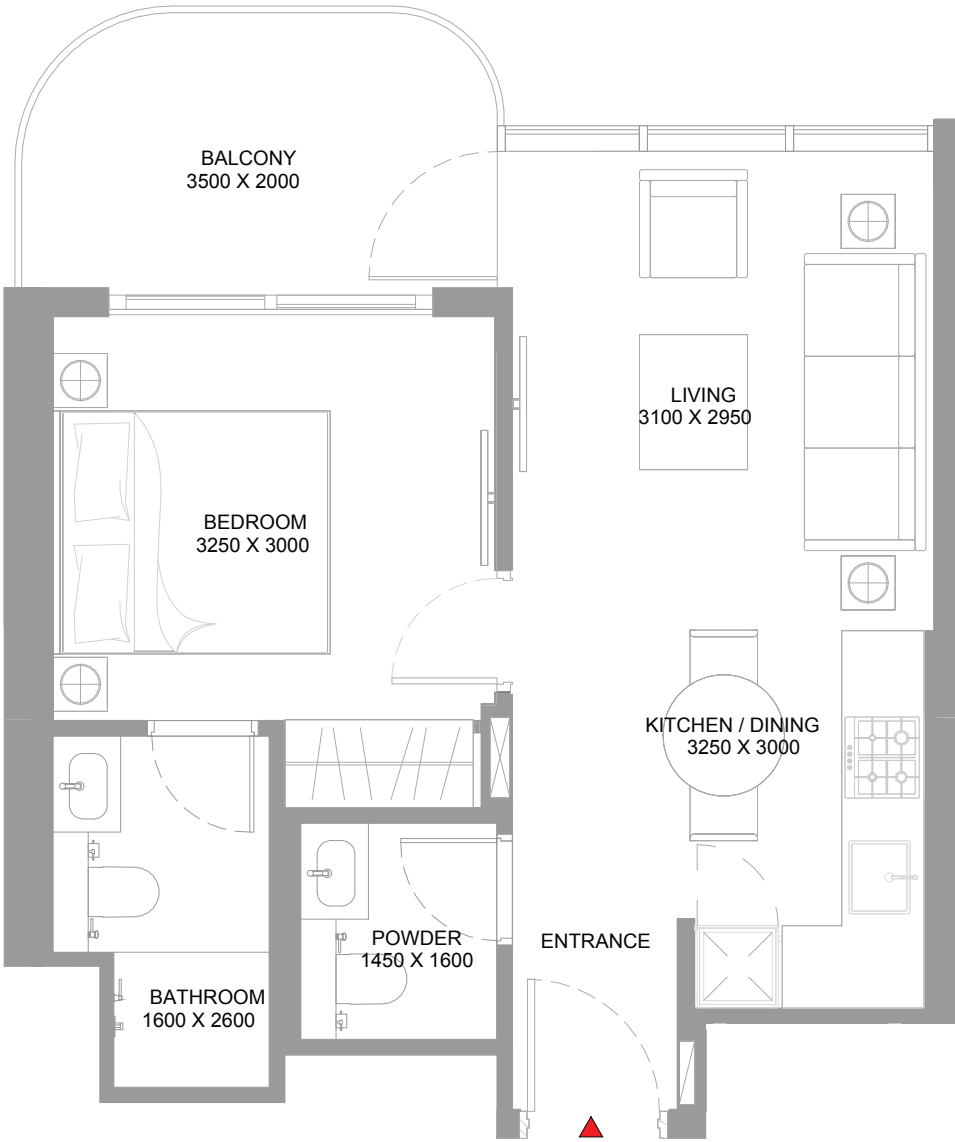 BALCONY
3500 X 2000
LIVING
3100 X 2950
BEDROOM
3250 X 3000
KITCHEN / DINING
3250 X 3000
POWDER
1450 X 1600
ENTRANCE
BATHROOM
1600 X 2600